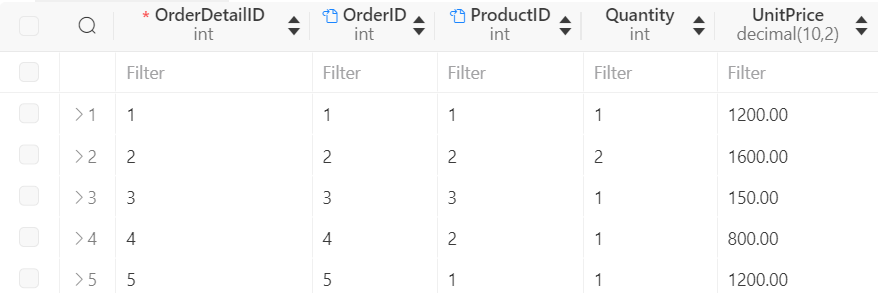 * OrderDetailID OrderID ProductID Quantity UnitPrice
int int int int decimal(10,2)
Filter Filter Filter Filter Filter
> 1 1 1 1 1 1200.00
> 2 2 2 2 2 1600.00
> 3 3 3 3 1 150.00
> 4 4 4 2 1 800.00
> 5 5 5 1 1 1200.00